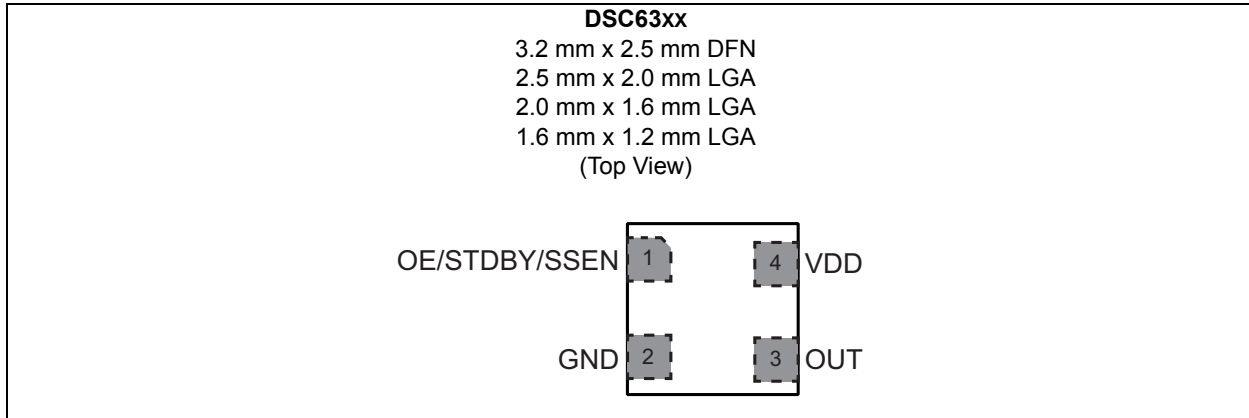 DSC63xx
3.2 mm x 2.5 mm DFN
2.5 mm x 2.0 mm LGA
2.0 mm x 1.6 mm LGA
1.6 mm x 1.2 mm LGA
(Top View)
OE/STDBY/SSEN 1 4 VDD
GND 2 3 OUT